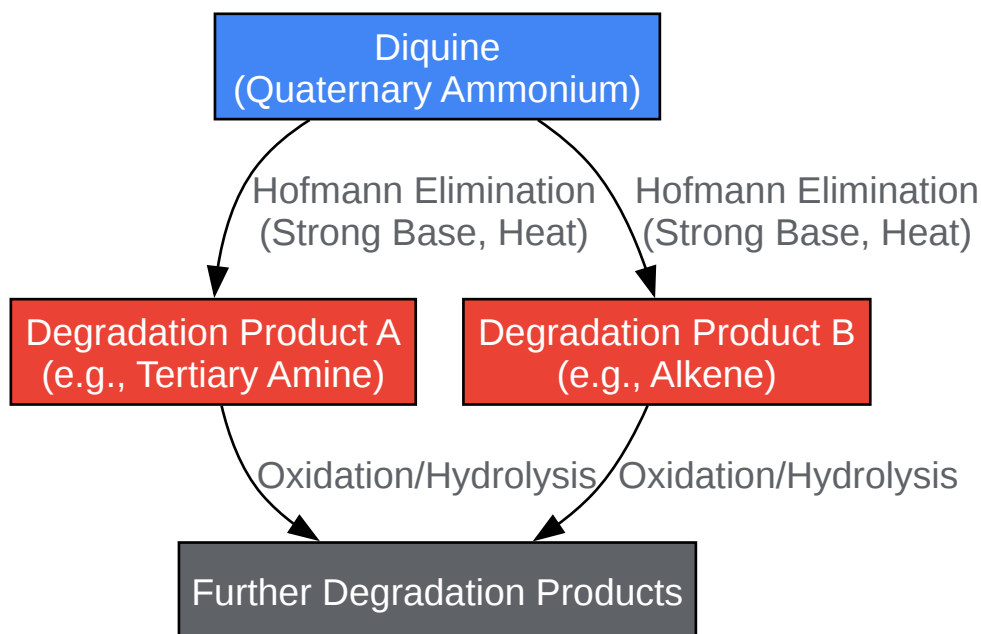 Diquine
(Quaternary Ammonium)
Hofmann Elimination
(Strong Base, Heat)
Hofmann Elimination
(Strong Base, Heat)
Degradation Product A
(e.g., Tertiary Amine)
Degradation Product B
(e.g., Alkene)
Oxidation/Hydrolysis
Oxidation/Hydrolysis
Further Degradation Products